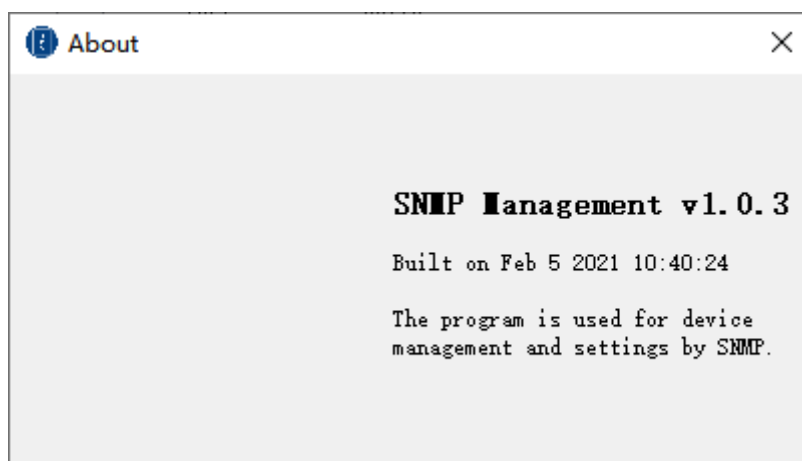 About
SNMP Management v1.0.3
Built on Feb 5 2021 10:40:24
The program is used for device
management and settings by SNMP.